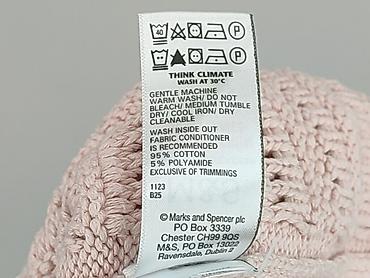 40 P
P
THINK CLIMATE
WASH AT 30°C
GENTLE MACHINE
WARM WASH/ DO NOT
BLEACH/ MEDIUM TUMBLE
DRY/ COOL IRON/ DRY
CLEANABLE
WASH INSIDE OUT
FABRIC CONDITIONER
IS RECOMMENDED
95% COTTON
5% POLYAMIDE
EXCLUSIVE OF TRIMMINGS
1123
B25
© Marks and Spencer plc
PO Box 3339
Chester CH99 9QS
M&S, PO Box 13022
Ravensdale, Dublin 2